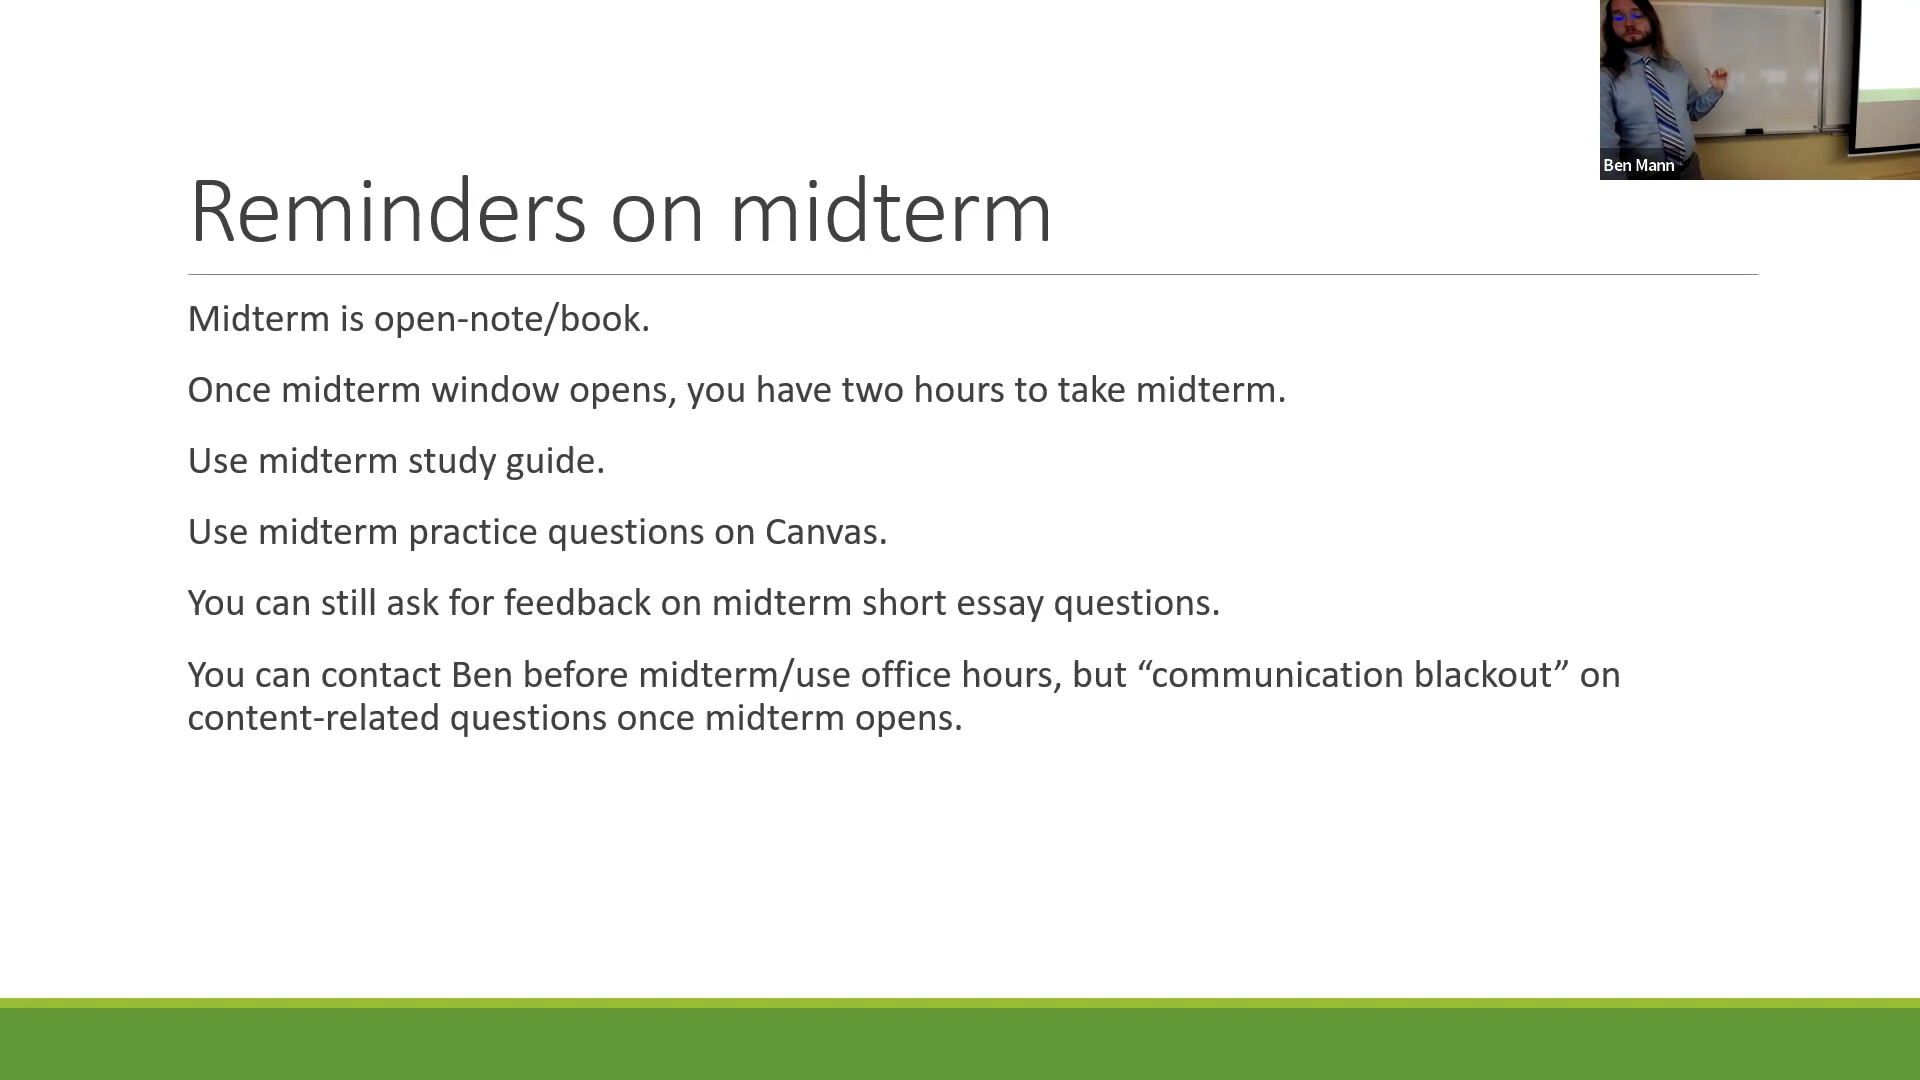 Ben Mann
Reminders on midterm
Midterm is open-note/book.
Once midterm window opens, you have two hours to take midterm.
Use midterm study guide.
Use midterm practice questions on Canvas.
You can still ask for feedback on midterm short essay questions.
You can contact Ben before midterm/use office hours, but “communication blackout” on
content-related questions once midterm opens.